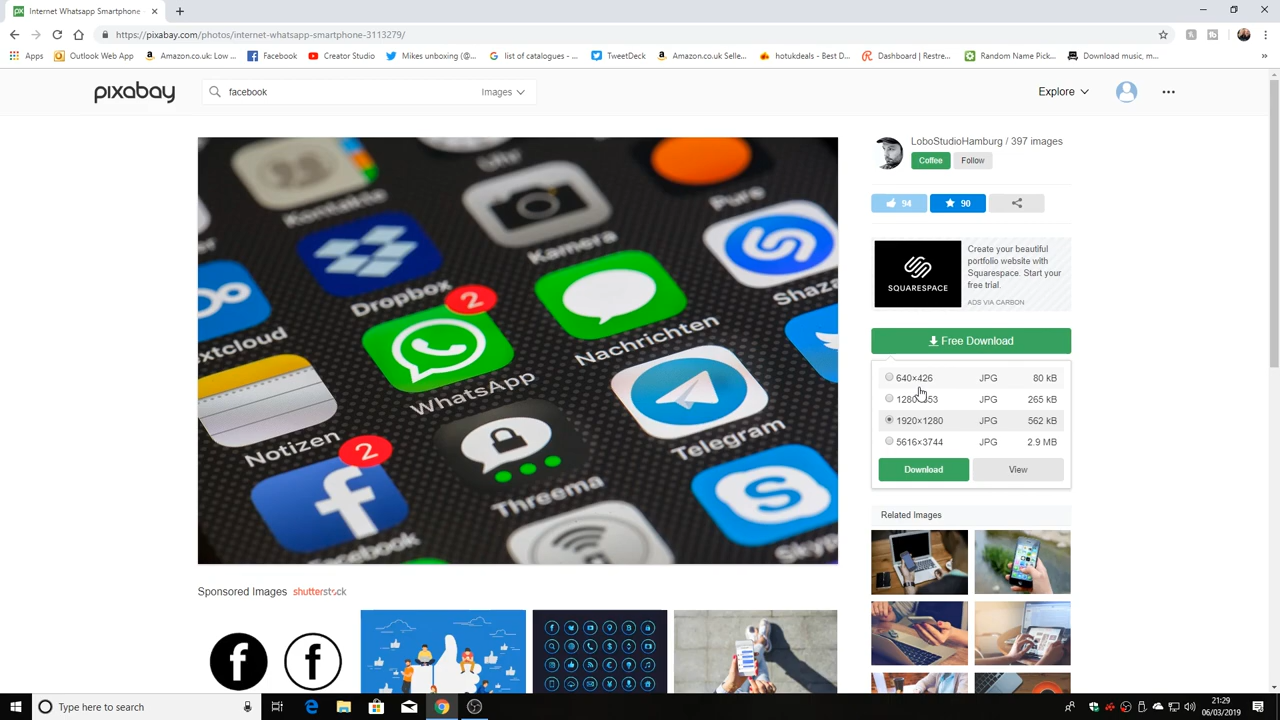 Internet Whatsapp Smartphone -
https://pixabay.com/photos/internet-whatsapp-smartphone-3113279/
Apps Outlook Web App Amazon.co.uk: Low ... Facebook Creator Studio Mikes unboxing (@... list of catalogues - ... TweetDeck Amazon.co.uk Selle... hotukdeals - Best D... Dashboard | Restre... Random Name Pick... Download music, m... »
pixabay facebook Images Explore
LoboStudioHamburg / 397 images
Coffee Follow
94 90
Create your beautiful
portfolio website with
Squarespace. Start your
free trial.
SQUARESPACE
ADS VIA CARBON
Free Download
640×426 JPG 80 kB
JPG 265 kB
1920×1280 JPG 562 kB
5616×3744 JPG 2.9 MB
Download View
Related Images
Uhr
Kamera
Pure
Dropbox
2
Nachrichten
WhatsApp
Telegram
Notizen
2
Threema
Facebook
Sponsored Images shutterstock
Type here to search
21:29
06/03/2019